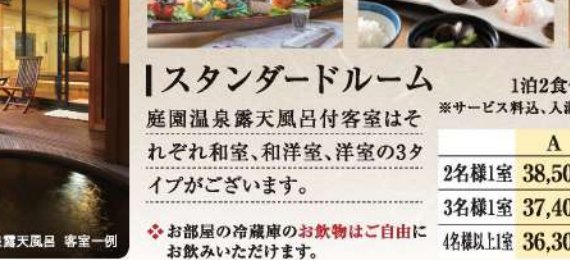 スタンダードルーム
庭園温泉露天風呂付客室はそ
れぞれ和室、和洋室、洋室の3タ
イプがございます。
❖お部屋の冷蔵庫のお飲物はご自由に
お飲みいただけます。
露天風呂 客室一例
1泊2食
※サービス料込、入
A
2名様1室 38,50
3名様1室 37,40
4名様以上1室 36,30